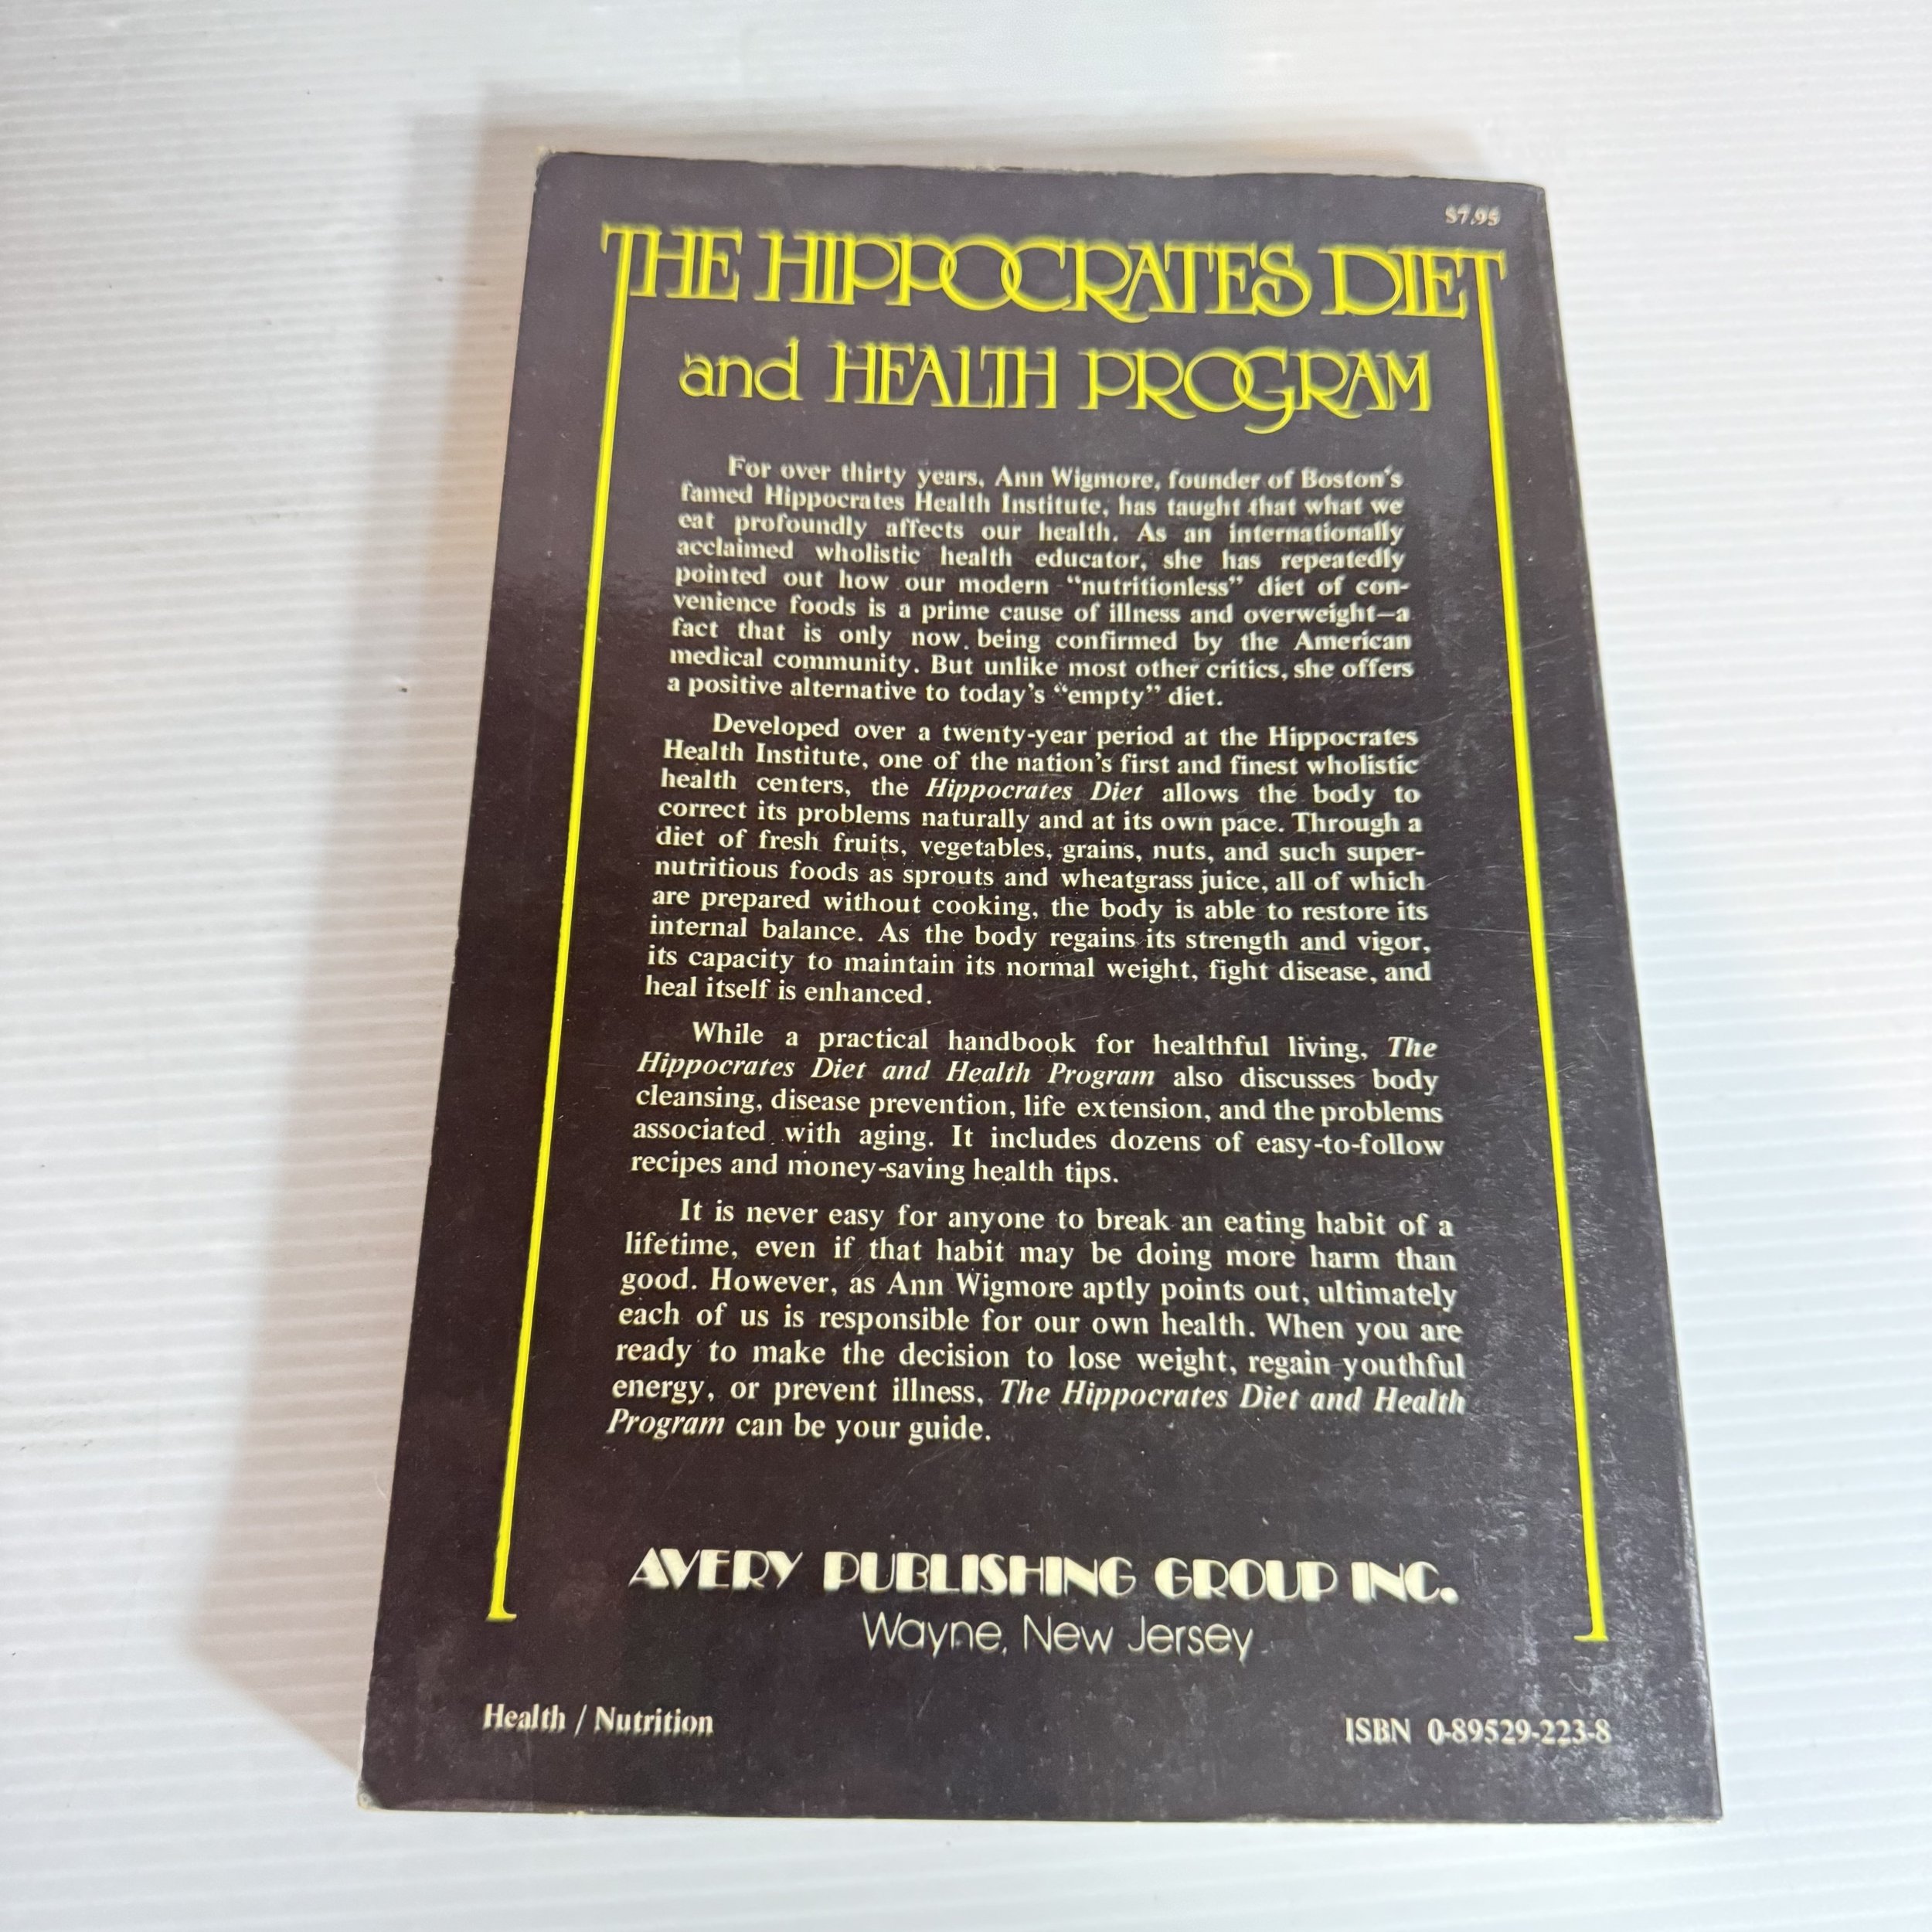 $7.95
THE HIPPOCRATES DIET
and HEALTH PROGRAM
For over thirty years, Ann Wigmore, founder of Boston's
famed Hippocrates Health Institute, has taught that what we
eat profoundly affects our health. As an internationally
acclaimed wholistic health educator, she has repeatedly
pointed out how our modern “nutritionless” diet of con-
venience foods is a prime cause of illness and overweight—a
fact that is only now being confirmed by the American
medical community. But unlike most other critics, she offers
a positive alternative to today's “empty” diet.
Developed over a twenty-year period at the Hippocrates
Health Institute, one of the nation's first and finest wholistic
health centers, the Hippocrates Diet allows the body to
correct its problems naturally and at its own pace. Through a
diet of fresh fruits, vegetables, grains, nuts, and such super-
nutritious foods as sprouts and wheatgrass juice, all of which
are prepared without cooking, the body is able to restore its
internal balance. As the body regains its strength and vigor,
its capacity to maintain its normal weight, fight disease, and
heal itself is enhanced.
While a practical handbook for healthful living, The
Hippocrates Diet and Health Program also discusses body
cleansing, disease prevention, life extension, and the problems
associated with aging. It includes dozens of easy-to-follow
recipes and money-saving health tips.
It is never easy for anyone to break an eating habit of a
lifetime, even if that habit may be doing more harm than
good. However, as Ann Wigmore aptly points out, ultimately
each of us is responsible for our own health. When you are
ready to make the decision to lose weight, regain youthful
energy, or prevent illness, The Hippocrates Diet and Health
Program can be your guide.
AVERY PUBLISHING GROUP INC.
Wayne, New Jersey
Health / Nutrition
ISBN 0-89529-223-8